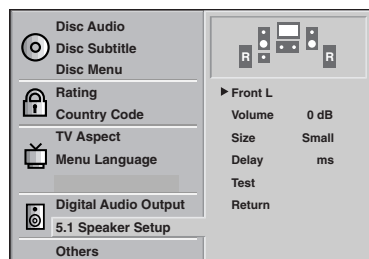 Disc Audio
Disc Subtitle
Disc Menu
Rating
Country Code
TV Aspect
Menu Language
Digital Audio Output
5.1 Speaker Setup
Others
R R
Front L
Volume 0 dB
Size Small
Delay ms
Test
Return